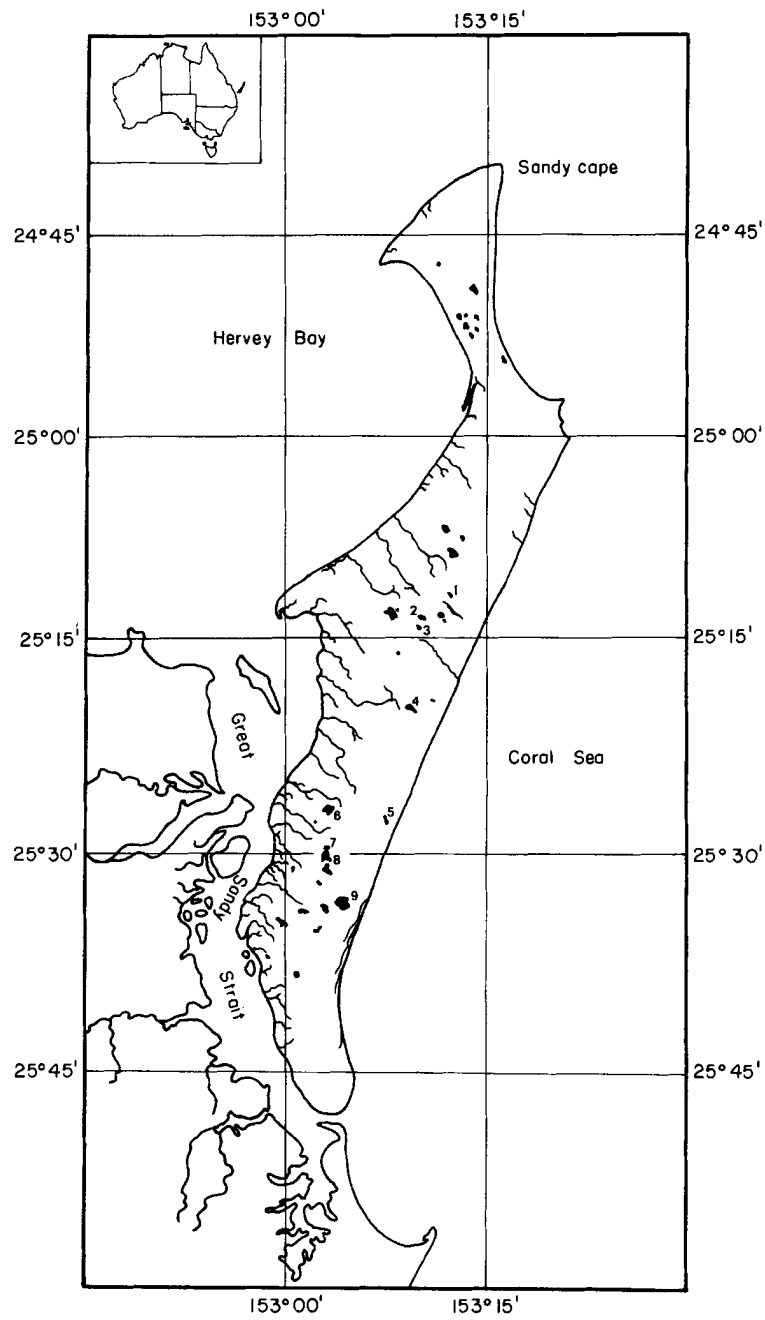 153°00' 153°15'
Sandy cape
24°45' 24°45'
Hervey Bay
25°00' 25°00'
1
2
3
25°15' 25°15'
4
Great
Coral Sea
5
6
7
25°30' 8 25°30'
Sandy
9
Strait
25°45' 25°45'
153°00' 153°15'